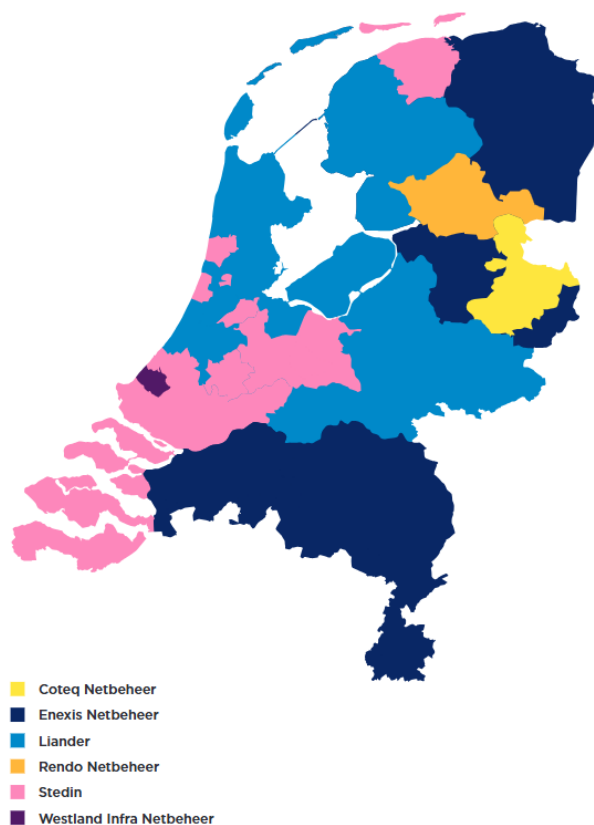 Coteq Netbeheer
Enexis Netbeheer
Liander
Rendo Netbeheer
Stedin
Westland Infra Netbeheer